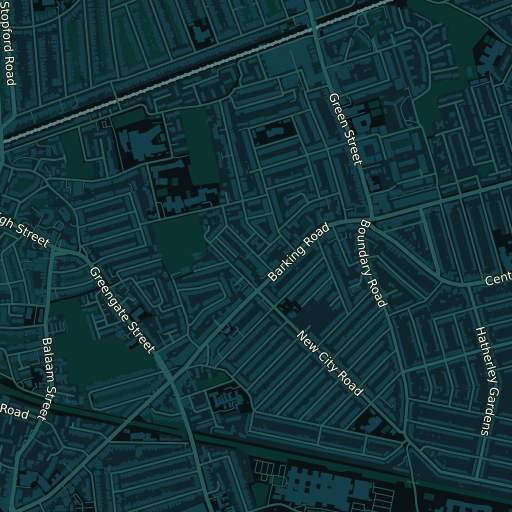 Stopford Road
Green Street
gh Street
Barking Road
Boundary Road
Greengate Street
Cent
New City Road
Balaam Street
Hatherley Gardens
Road